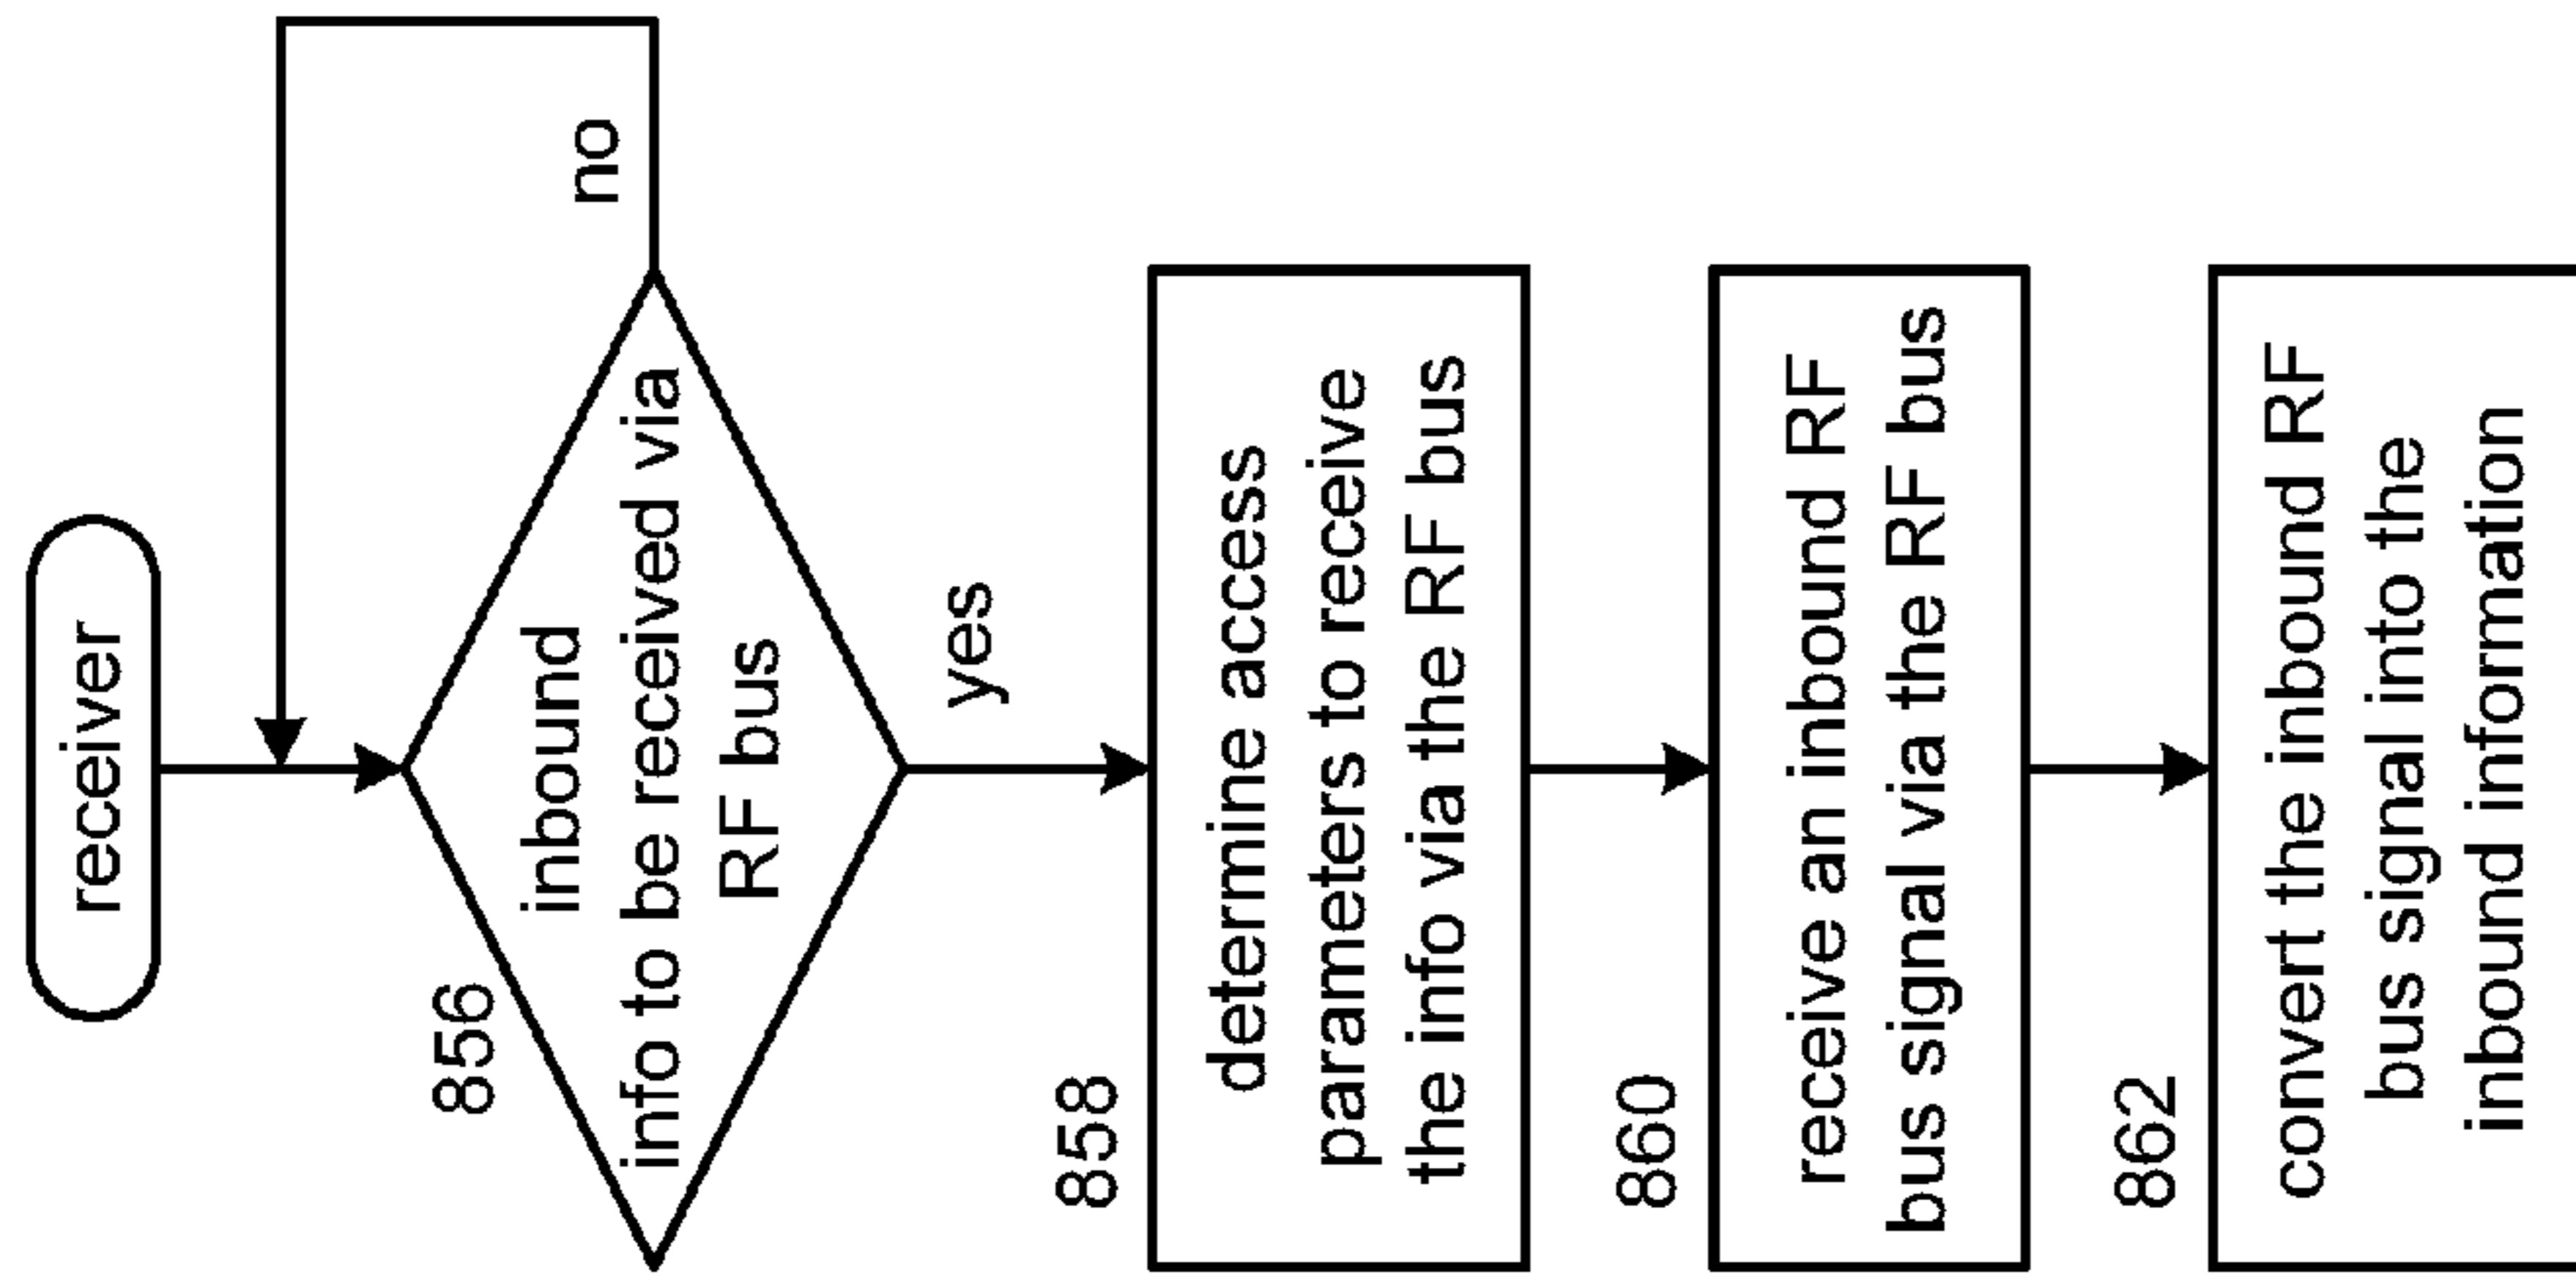 receiver
856
inbound
info to be received via
RF bus
no
yes
858
determine access
parameters to receive
the info via the RF bus
860
receive an inbound RF
bus signal via the RF bus
862
convert the inbound RF
bus signal into the
inbound information